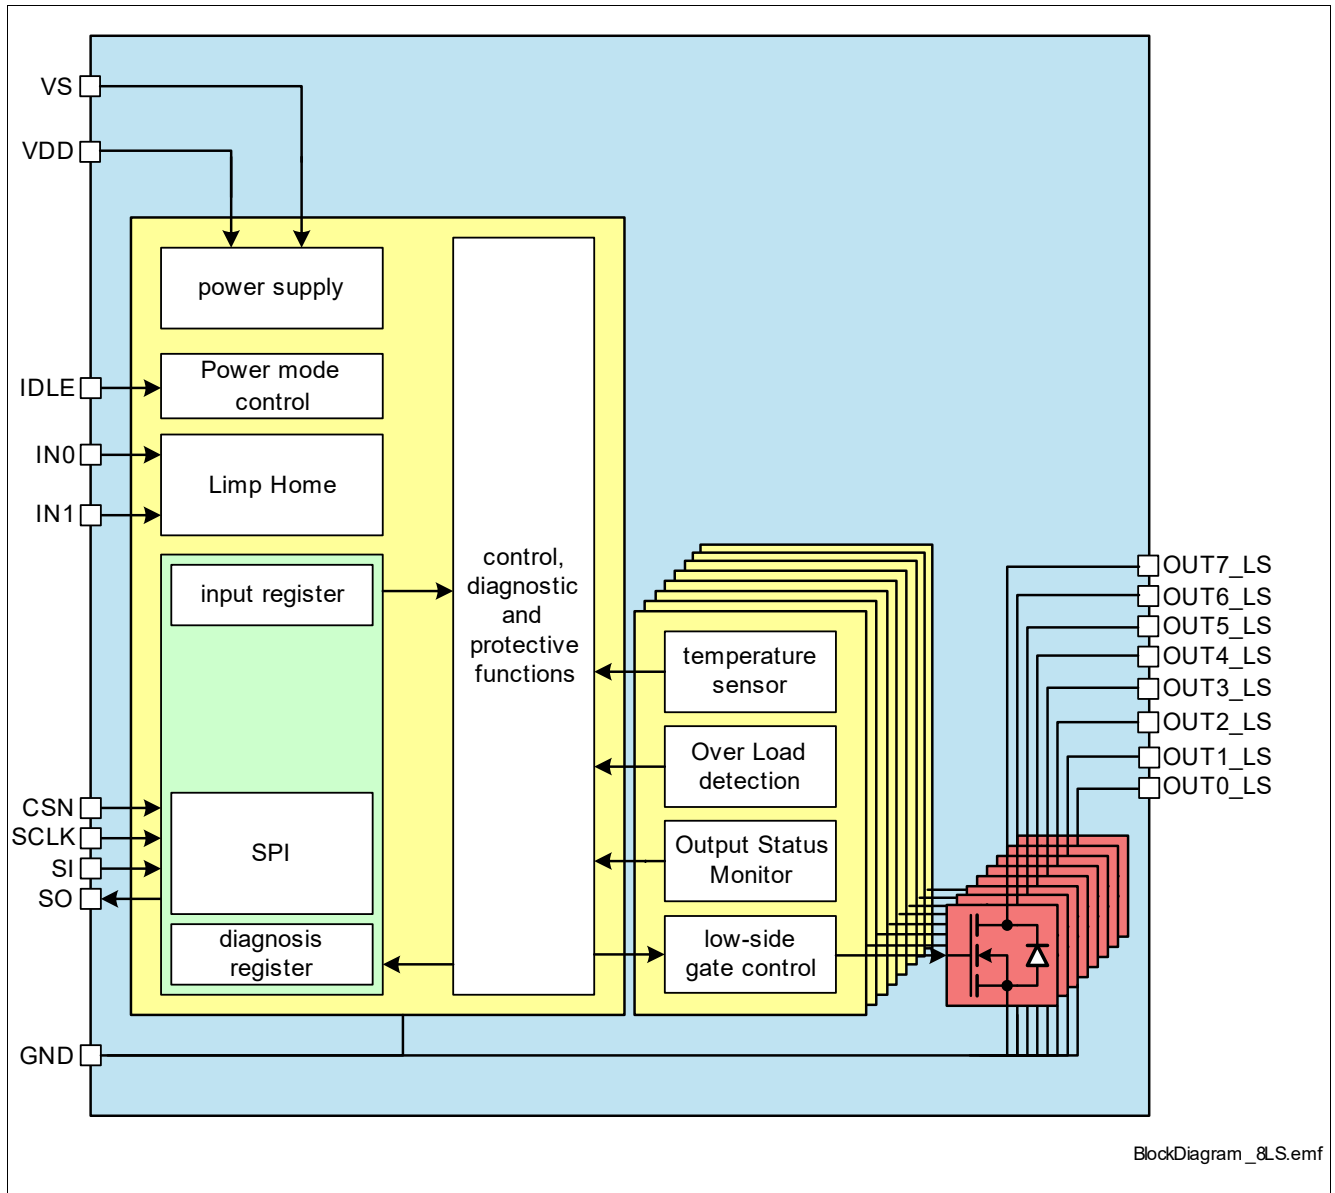 VS
VDD
power supply
IDLE
Power mode
control
IN0
IN1
Limp Home
input register
control,
diagnostic
and
protective
functions
temperature
sensor
Over Load
detection
Output Status
Monitor
low-side
gate control
OUT7_LS
OUT6_LS
OUT5_LS
OUT4_LS
OUT3_LS
OUT2_LS
OUT1_LS
OUT0_LS
CSN
SCLK
SI
SO
SPI
diagnosis
register
GND
BlockDiagram_8LS.emf